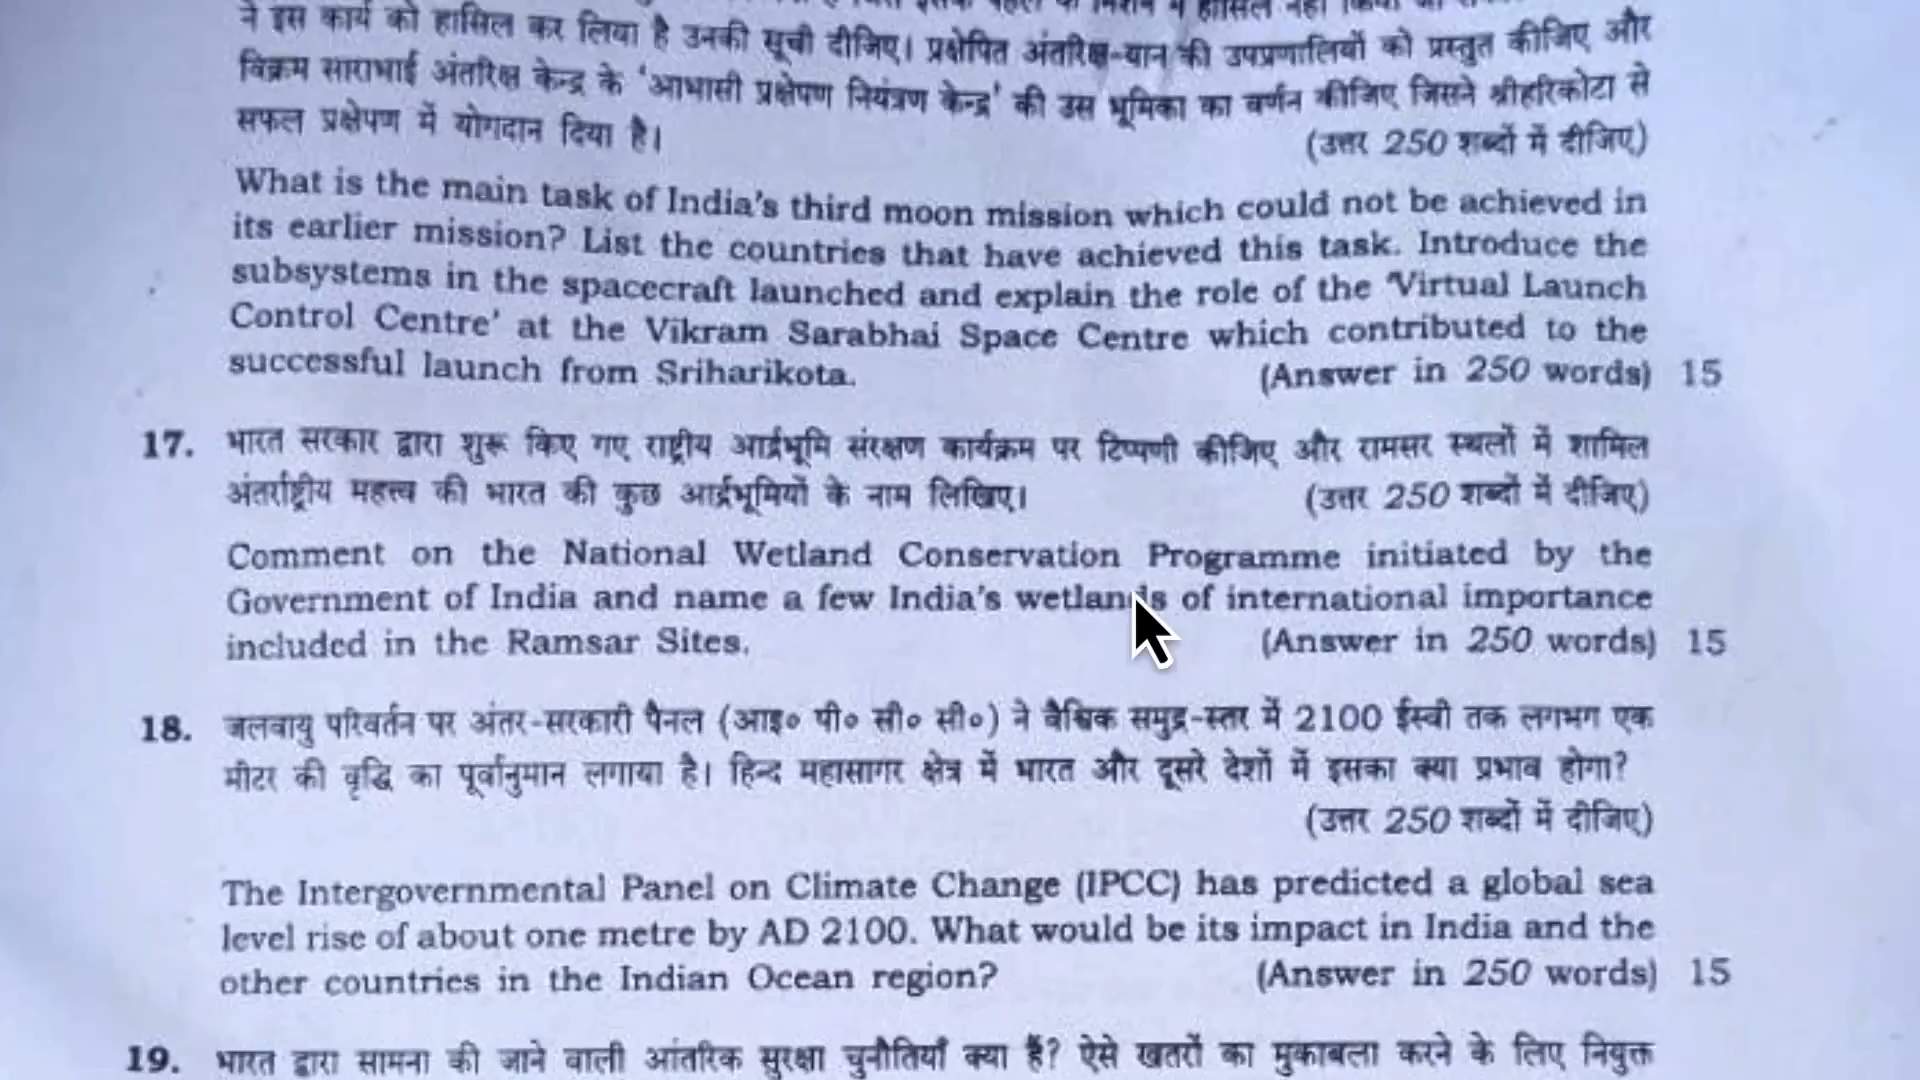 ने इस कार्य को हासिल कर लिया है उनकी सूची दीजिए। प्रक्षेपित अंतरिक्ष-यान की उपप्रणालियों को प्रस्तुत कीजिए और
विक्रम साराभाई अंतरिक्ष केन्द्र के 'आभासी प्रक्षेपण नियंत्रण केन्द्र' की उस भूमिका का वर्णन कीजिए जिसने श्रीहरिकोटा से
सफल प्रक्षेपण में योगदान दिया है। (उत्तर 250 शब्दों में दीजिए)
What is the main task of India's third moon mission which could not be achieved in
its earlier mission? List the countries that have achieved this task. Introduce the
subsystems in the spacecraft launched and explain the role of the 'Virtual Launch
Control Centre' at the Vikram Sarabhai Space Centre which contributed to the
successful launch from Sriharikota. (Answer in 250 words) 15
17. भारत सरकार द्वारा शुरू किए गए राष्ट्रीय आर्द्रभूमि संरक्षण कार्यक्रम पर टिप्पणी कीजिए और रामसर स्थलों में शामिल
अंतर्राष्ट्रीय महत्त्व की भारत की कुछ आर्द्रभूमियों के नाम लिखिए। (उत्तर 250 शब्दों में दीजिए)
Comment on the National Wetland Conservation Programme initiated by the
Government of India and name a few India's wetlands of international importance
included in the Ramsar Sites. (Answer in 250 words) 15
18. जलवायु परिवर्तन पर अंतर-सरकारी पैनल (आइ० पी० सी० सी०) ने वैश्विक समुद्र-स्तर में 2100 ईस्वी तक लगभग एक
मीटर की वृद्धि का पूर्वानुमान लगाया है। हिन्द महासागर क्षेत्र में भारत और दूसरे देशों में इसका क्या प्रभाव होगा?
(उत्तर 250 शब्दों में दीजिए)
The Intergovernmental Panel on Climate Change (IPCC) has predicted a global sea
level rise of about one metre by AD 2100. What would be its impact in India and the
other countries in the Indian Ocean region? (Answer in 250 words) 15
19. भारत द्वारा सामना की जाने वाली आंतरिक सुरक्षा चुनौतियाँ क्या हैं? ऐसे खतरों का मुकाबला करने के लिए नियुक्त